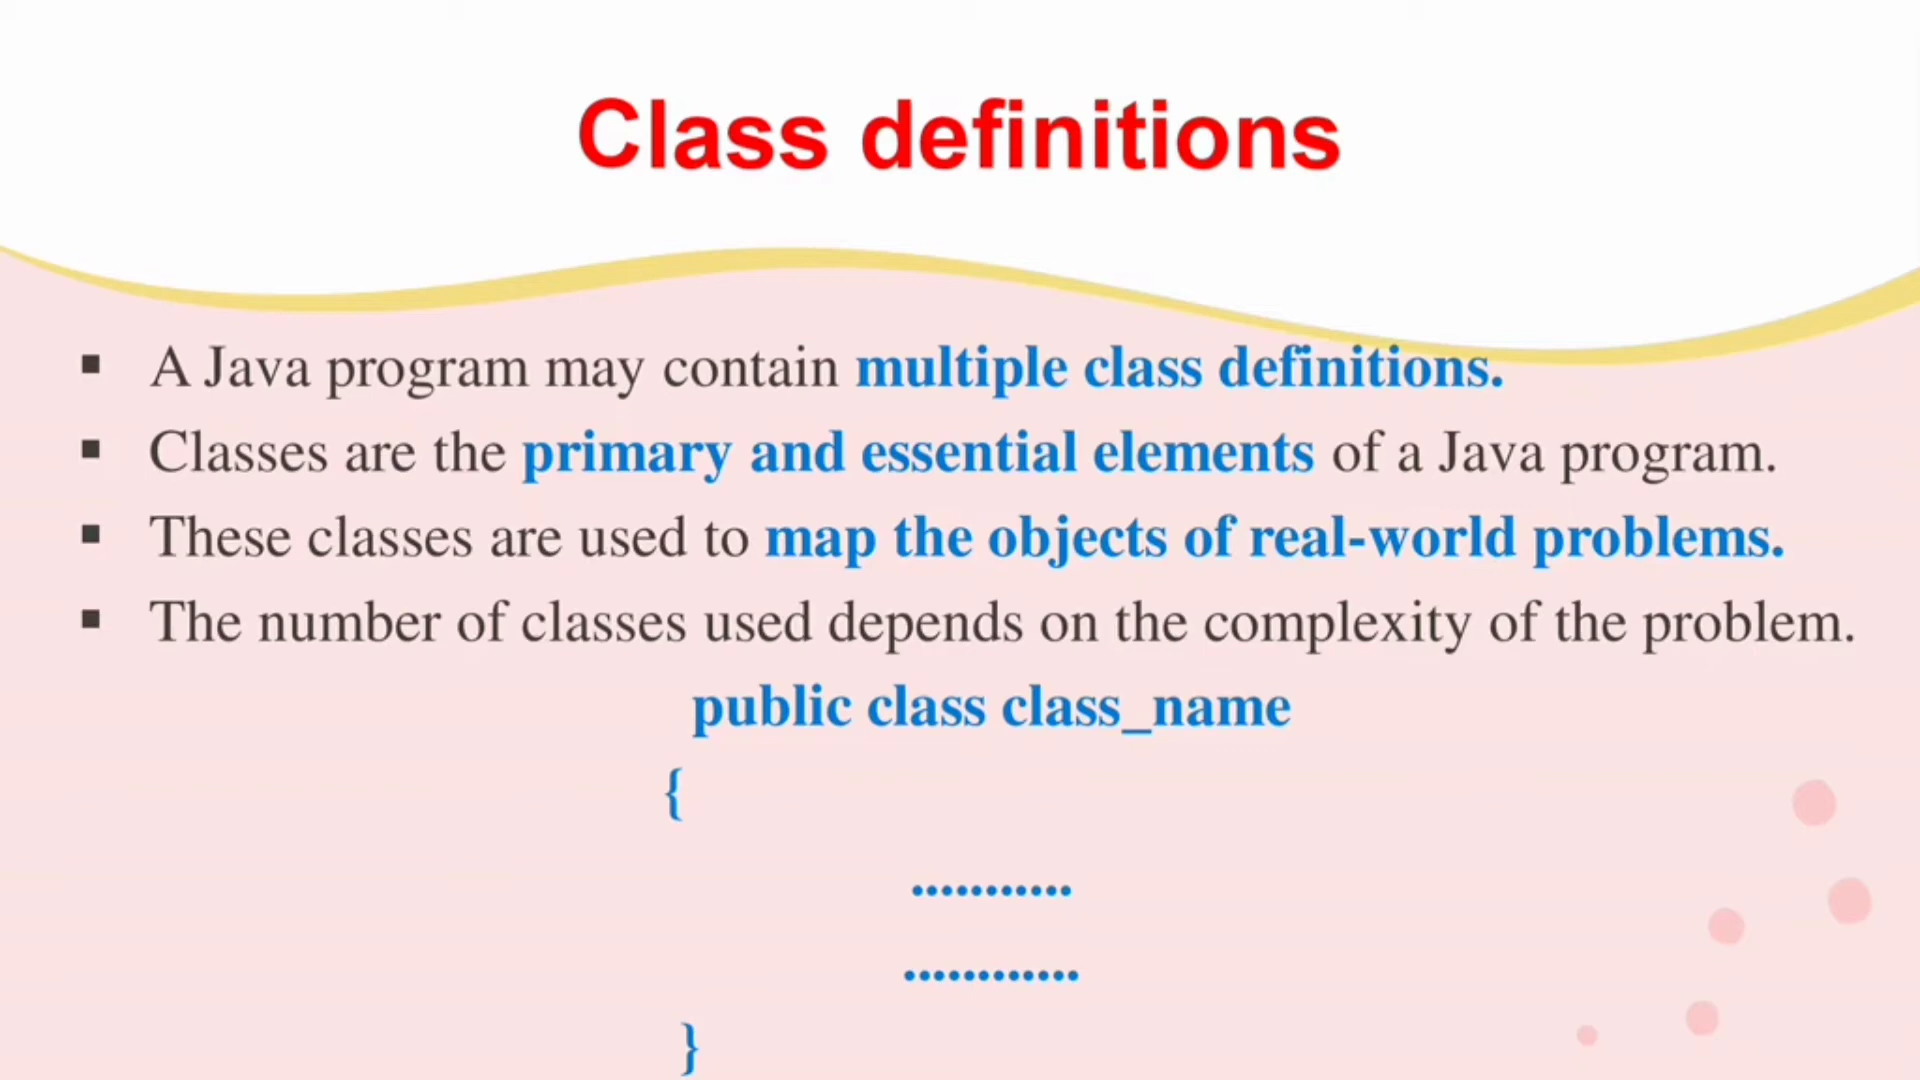 Class definitions
▪ A Java program may contain multiple class definitions.
▪ Classes are the primary and essential elements of a Java program.
▪ These classes are used to map the objects of real-world problems.
▪ The number of classes used depends on the complexity of the problem.
public class class_name
{
...........
............
}